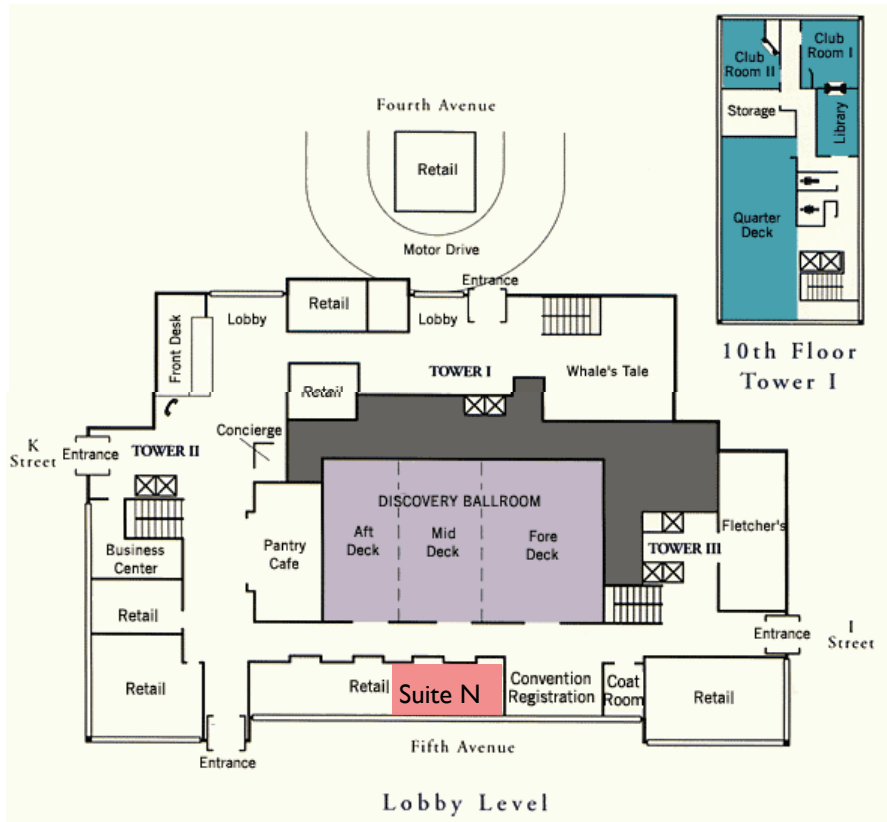 Club
Room I
Club
Room II
Storage
Library
Quarter
Deck
10th Floor
Tower I
Fourth Avenue
Retail
Motor Drive
Entrance
Retail
Lobby
Lobby
Front Desk
TOWER I
Whale's Tale
Retail
Concierge
K
Street
Entrance
TOWER II
DISCOVERY BALLROOM
Aft
Deck
Mid
Deck
Fore
Deck
Fletcher's
TOWER III
Business
Center
Pantry
Cafe
Retail
Entrance
I
Street
Retail
Retail
Suite N
Convention
Registration
Coat
Room
Retail
Fifth Avenue
Entrance
Lobby Level